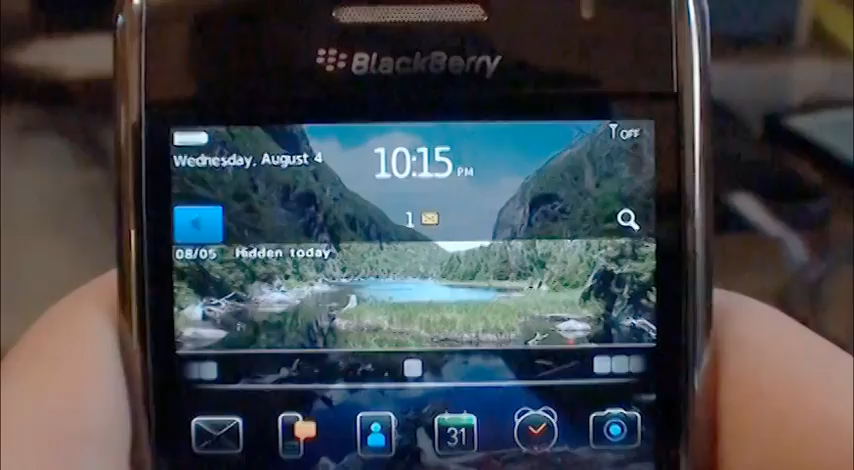 BlackBerry
OFF
Wednesday, August 4
10:15 PM
1
08/05 Hidden today
31